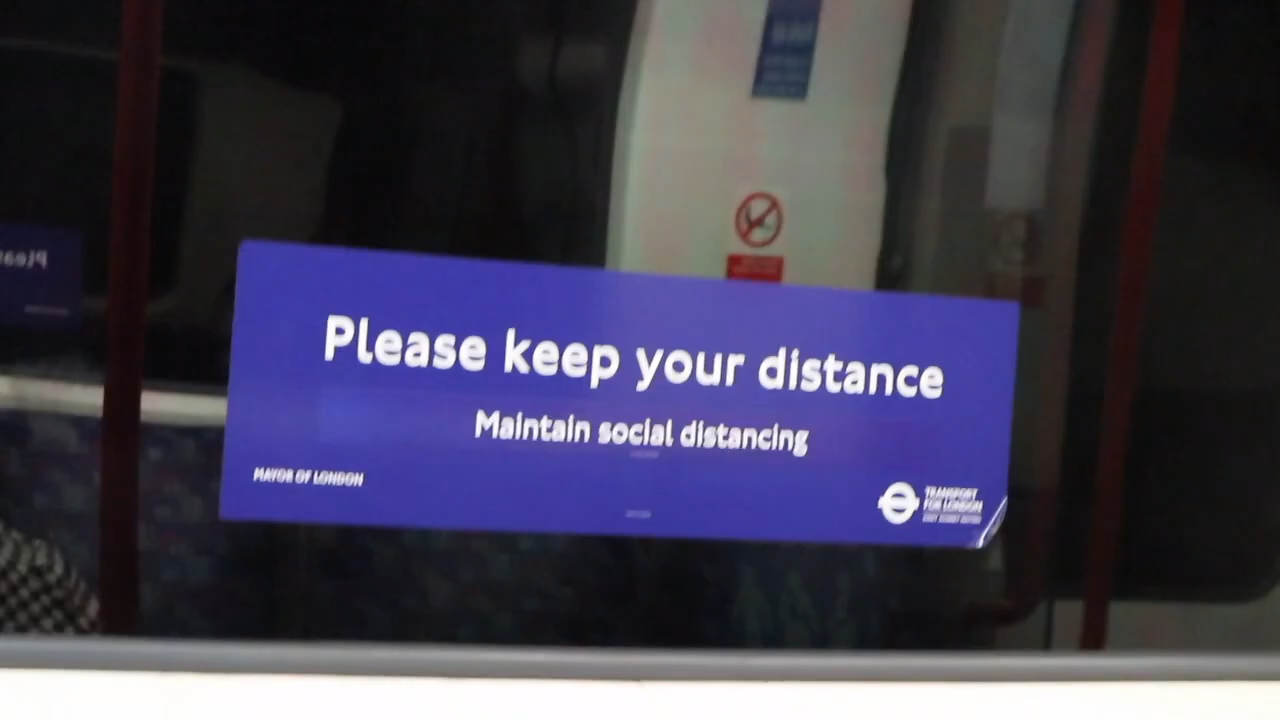 Please keep your distance
Maintain social distancing
MAYOR OF LONDON
TRANSPORT
FOR LONDON